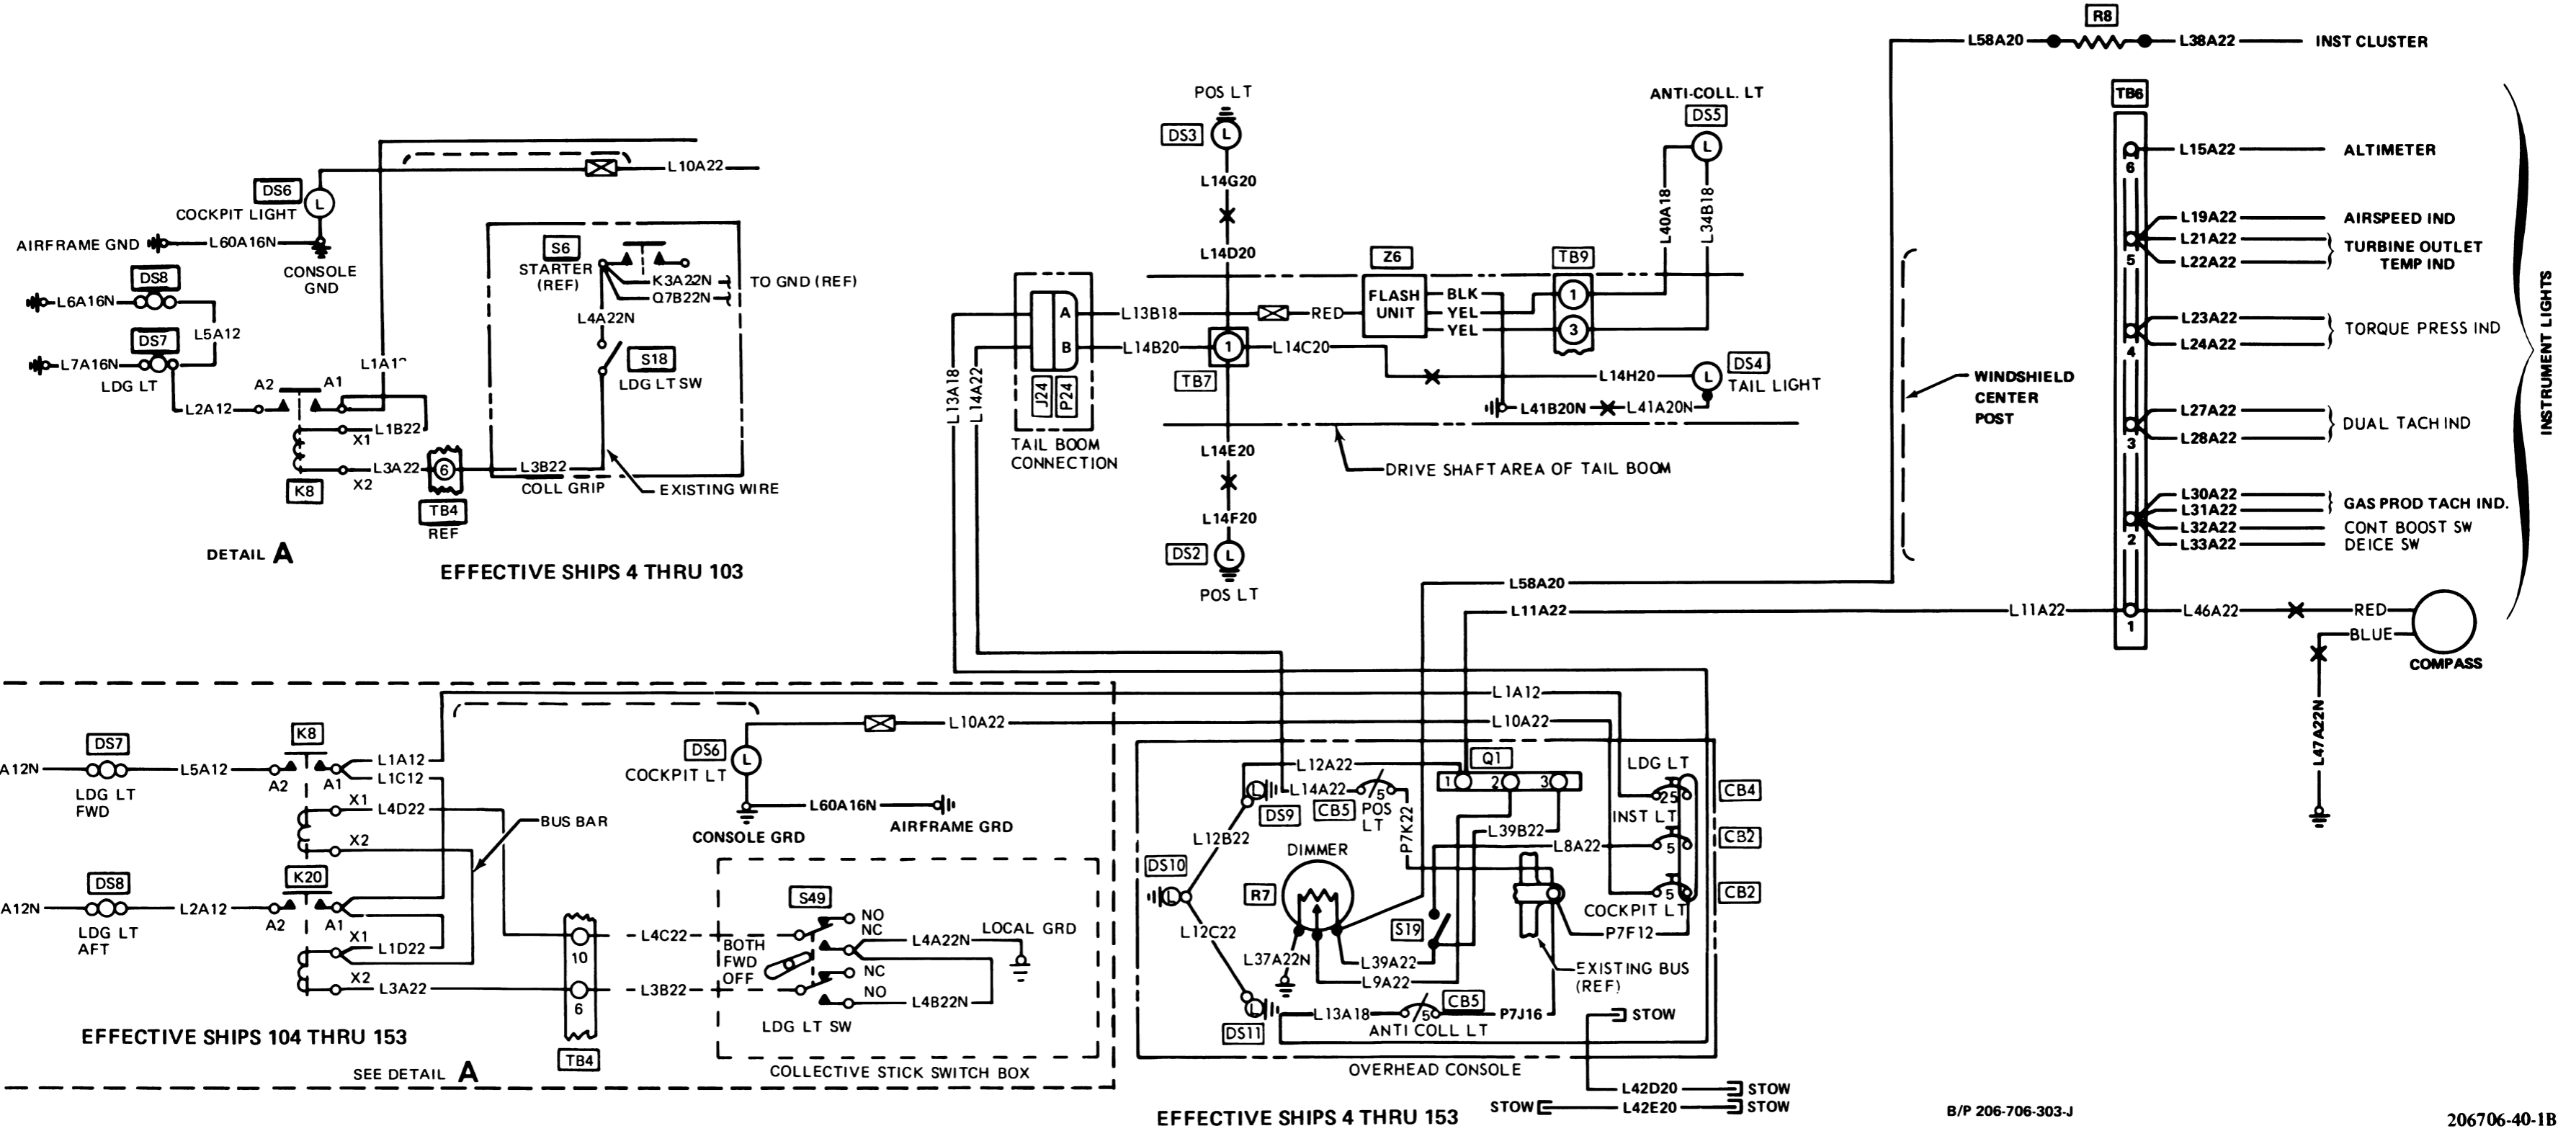 R8
L58A20
L38A22
INST CLUSTER
TB6
6
L15A22
ALTIMETER
L19A22
AIRSPEED IND
L21A22
L22A22
5
TURBINE OUTLET
TEMP IND
L23A22
L24A22
4
TORQUE PRESS IND
L27A22
L28A22
3
DUAL TACH IND
L30A22
L31A22
GAS PROD TACH IND.
L32A22
CONT BOOST SW
2
L33A22
DEICE SW
INSTRUMENT LIGHTS
L11A22
1
L46A22
RED
BLUE
COMPASS
L47A22N
WINDSHIELD
CENTER
POST
POS LT
DS3
L
L14G20
L14D20
ANTI-COLL. LT
DS5
L
L40A18
L34B18
Z6
FLASH
UNIT
BLK
YEL
YEL
TB9
1
3
A
B
L13B18
RED
L14B20
1
TB7
L14C20
L14H20
L
DS4
TAIL LIGHT
L41B20N
L41A20N
J24
P24
TAIL BOOM
CONNECTION
L13A18
L14A22
L14E20
L14F20
DS2
L
POS LT
DRIVE SHAFT AREA OF TAIL BOOM
L58A20
L11A22
L10A22
DS6
L
COCKPIT LIGHT
AIRFRAME GND
L60A16N
CONSOLE
GND
DS8
L6A16N
L5A12
DS7
L7A16N
LDG LT
L1A1
A2
A1
L2A12
L1B22
X1
L3A22
X2
K8
6
TB4
REF
S6
STARTER
(REF)
K3A22N
Q7B22N
TO GND (REF)
L4A22N
S18
LDG LT SW
L3B22
COLL GRIP
EXISTING WIRE
DETAIL A
EFFECTIVE SHIPS 4 THRU 103
A12N
DS7
LDG LT
FWD
L5A12
K8
A2
A1
L1A12
L1C12
X1
L4D22
X2
BUS BAR
A12N
DS8
LDG LT
AFT
L2A12
K20
A2
A1
X1
L1D22
X2
L3A22
10
6
TB4
L4C22
L3B22
DS6
L
COCKPIT LT
L10A22
L60A16N
CONSOLE GRD
AIRFRAME GRD
S49
BOTH
FWD
OFF
NO
NC
NC
NO
L4A22N
LOCAL GRD
L4B22N
LDG LT SW
COLLECTIVE STICK SWITCH BOX
EFFECTIVE SHIPS 104 THRU 153
SEE DETAIL A
L1A12
L10A22
L12A22
L
L14A22
DS9
CB5
5
POS
LT
P7K22
Q1
1
2
3
LDG LT
25
CB4
INST LT
5
CB2
5
CB2
COCKPIT LT
L12B22
DS10
L
L12C22
L
DS11
DIMMER
R7
L37A22N
L39A22
L9A22
S19
L39B22
L8A22
P7F12
EXISTING BUS
(REF)
L13A18
5
CB5
ANTI COLL LT
P7J16
OVERHEAD CONSOLE
STOW
L42D20
STOW
STOW
L42E20
STOW
EFFECTIVE SHIPS 4 THRU 153
B/P 206-706-303-J
206706-40-1B